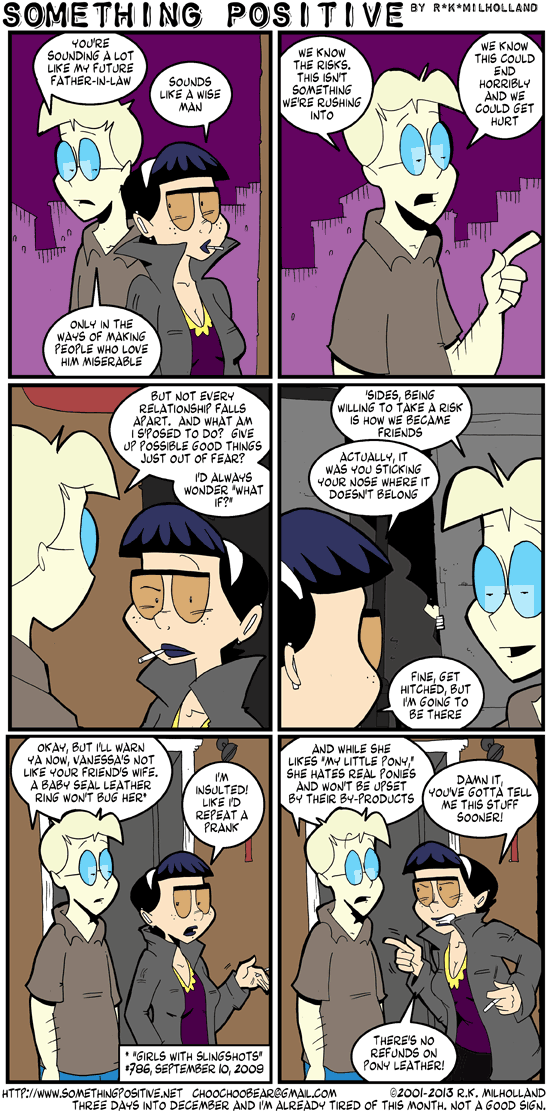 SOMETHING POSITIVE BY R*K*MILHOLLAND
YOU'RE
SOUNDING A LOT
LIKE MY FUTURE
FATHER-IN-LAW
SOUNDS
LIKE A WISE
MAN
ONLY IN THE
WAYS OF MAKING
PEOPLE WHO LOVE
HIM MISERABLE
WE KNOW
THE RISKS.
THIS ISN'T
SOMETHING
WE'RE RUSHING
INTO
WE KNOW
THIS COULD
END
HORRIBLY
AND WE
COULD GET
HURT
BUT NOT EVERY
RELATIONSHIP FALLS
APART. AND WHAT AM
I S'POSED TO DO? GIVE
UP POSSIBLE GOOD THINGS
JUST OUT OF FEAR?
I'D ALWAYS
WONDER "WHAT
IF?"
'SIDES, BEING
WILLING TO TAKE A RISK
IS HOW WE BECAME
FRIENDS
ACTUALLY, IT
WAS YOU STICKING
YOUR NOSE WHERE IT
DOESN'T BELONG
FINE, GET
HITCHED, BUT
I'M GOING TO
BE THERE
OKAY, BUT I'LL WARN
YA NOW, VANESSA'S NOT
LIKE YOUR FRIEND'S WIFE.
A BABY SEAL LEATHER
RING WON'T BUG HER*
I'M
INSULTED!
LIKE I'D
REPEAT A
PRANK
* "GIRLS WITH SLINGSHOTS"
#786, SEPTEMBER 10, 2009
AND WHILE SHE
LIKES "MY LITTLE PONY,"
SHE HATES REAL PONIES
AND WON'T BE UPSET
BY THEIR BY-PRODUCTS
DAMN IT,
YOU'VE GOTTA TELL
ME THIS STUFF
SOONER!
THERE'S NO
REFUNDS ON
PONY LEATHER!
HTTP://WWW.SOMETHINGPOSITIVE.NET CHOOCHOOBEAR@GMAIL.COM ©2001-2013 R.K. MILHOLLAND
THREE DAYS INTO DECEMBER AND I'M ALREADY TIRED OF THIS MONTH. NOT A GOOD SIGN.